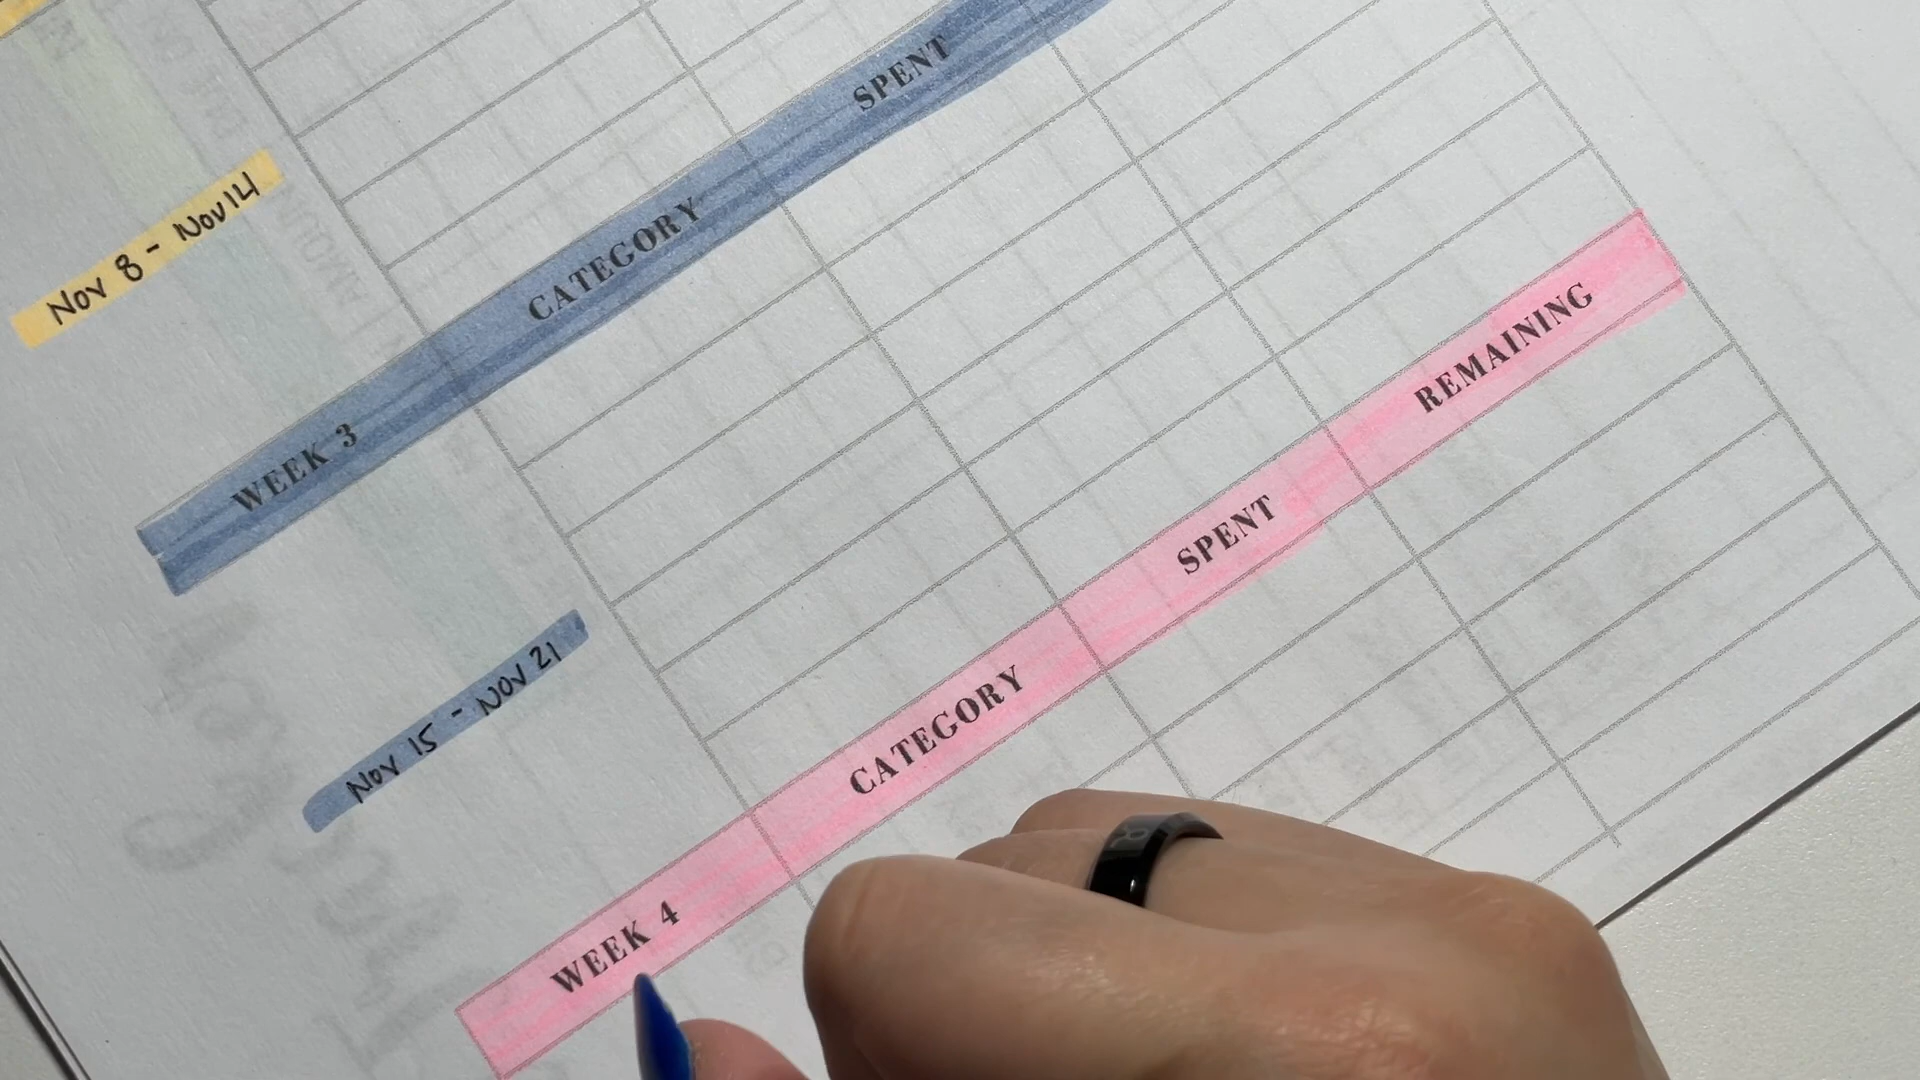 Nov 8 - Nov 14
WEEK 3 CATEGORY SPENT
Nov 15 - Nov 21
WEEK 4 CATEGORY SPENT REMAINING